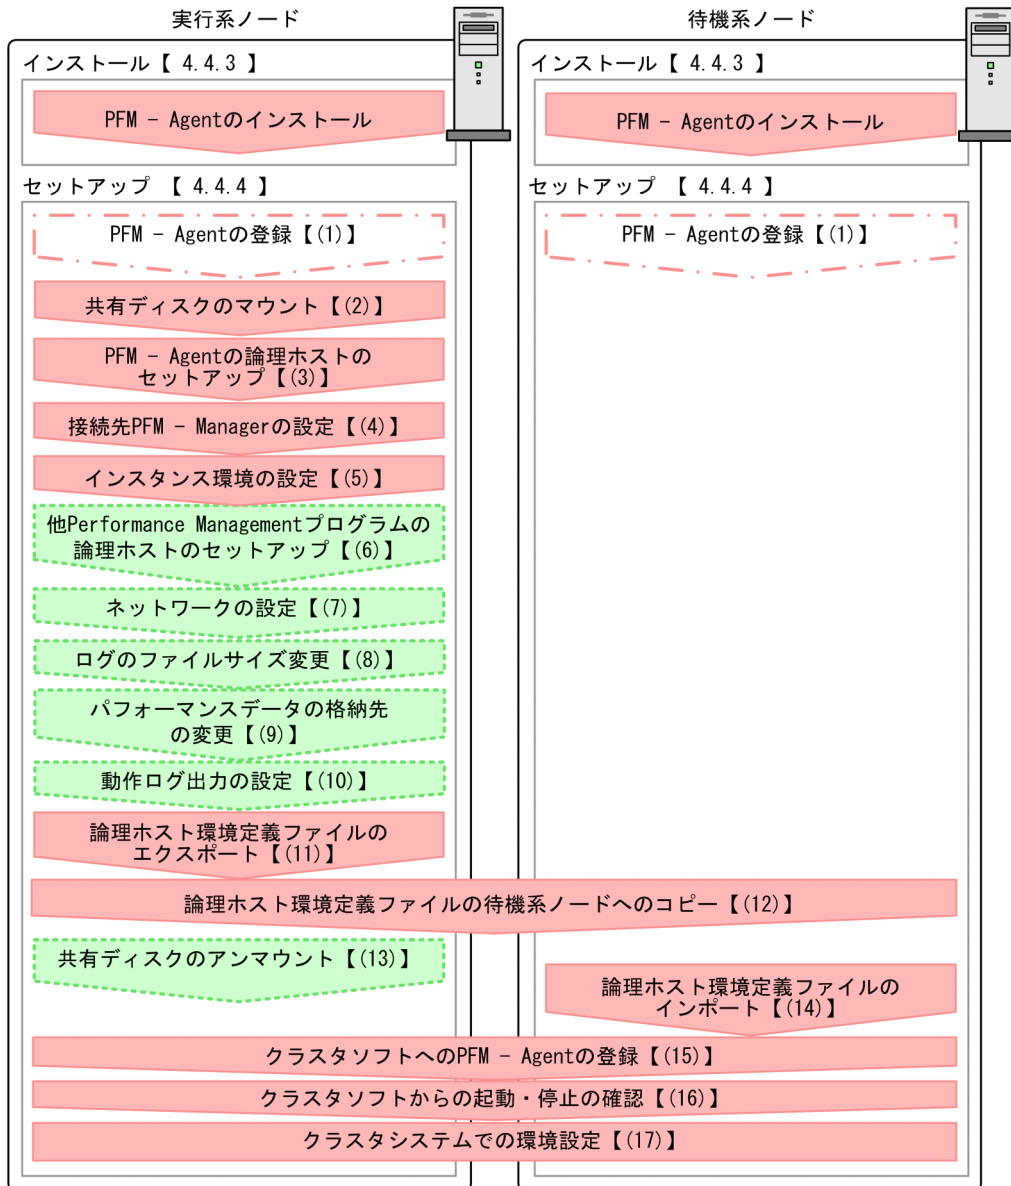 実行系ノード
待機系ノード
インストール【 4.4.3 】
インストール【 4.4.3 】
PFM - Agentのインストール
PFM - Agentのインストール
セットアップ 【 4.4.4 】
セットアップ 【 4.4.4 】
PFM - Agentの登録【(1)】
PFM - Agentの登録【(1)】
共有ディスクのマウント【(2)】
PFM - Agentの論理ホストの
セットアップ【(3)】
接続先PFM - Managerの設定【(4)】
インスタンス環境の設定【(5)】
他Performance Managementプログラムの
論理ホストのセットアップ【(6)】
ネットワークの設定【(7)】
ログのファイルサイズ変更【(8)】
パフォーマンスデータの格納先
の変更【(9)】
動作ログ出力の設定【(10)】
論理ホスト環境定義ファイルの
エクスポート【(11)】
論理ホスト環境定義ファイルの待機系ノードへのコピー【(12)】
共有ディスクのアンマウント【(13)】
論理ホスト環境定義ファイルの
インポート【(14)】
クラスタソフトへのPFM - Agentの登録【(15)】
クラスタソフトからの起動・停止の確認【(16)】
クラスタシステムでの環境設定【(17)】